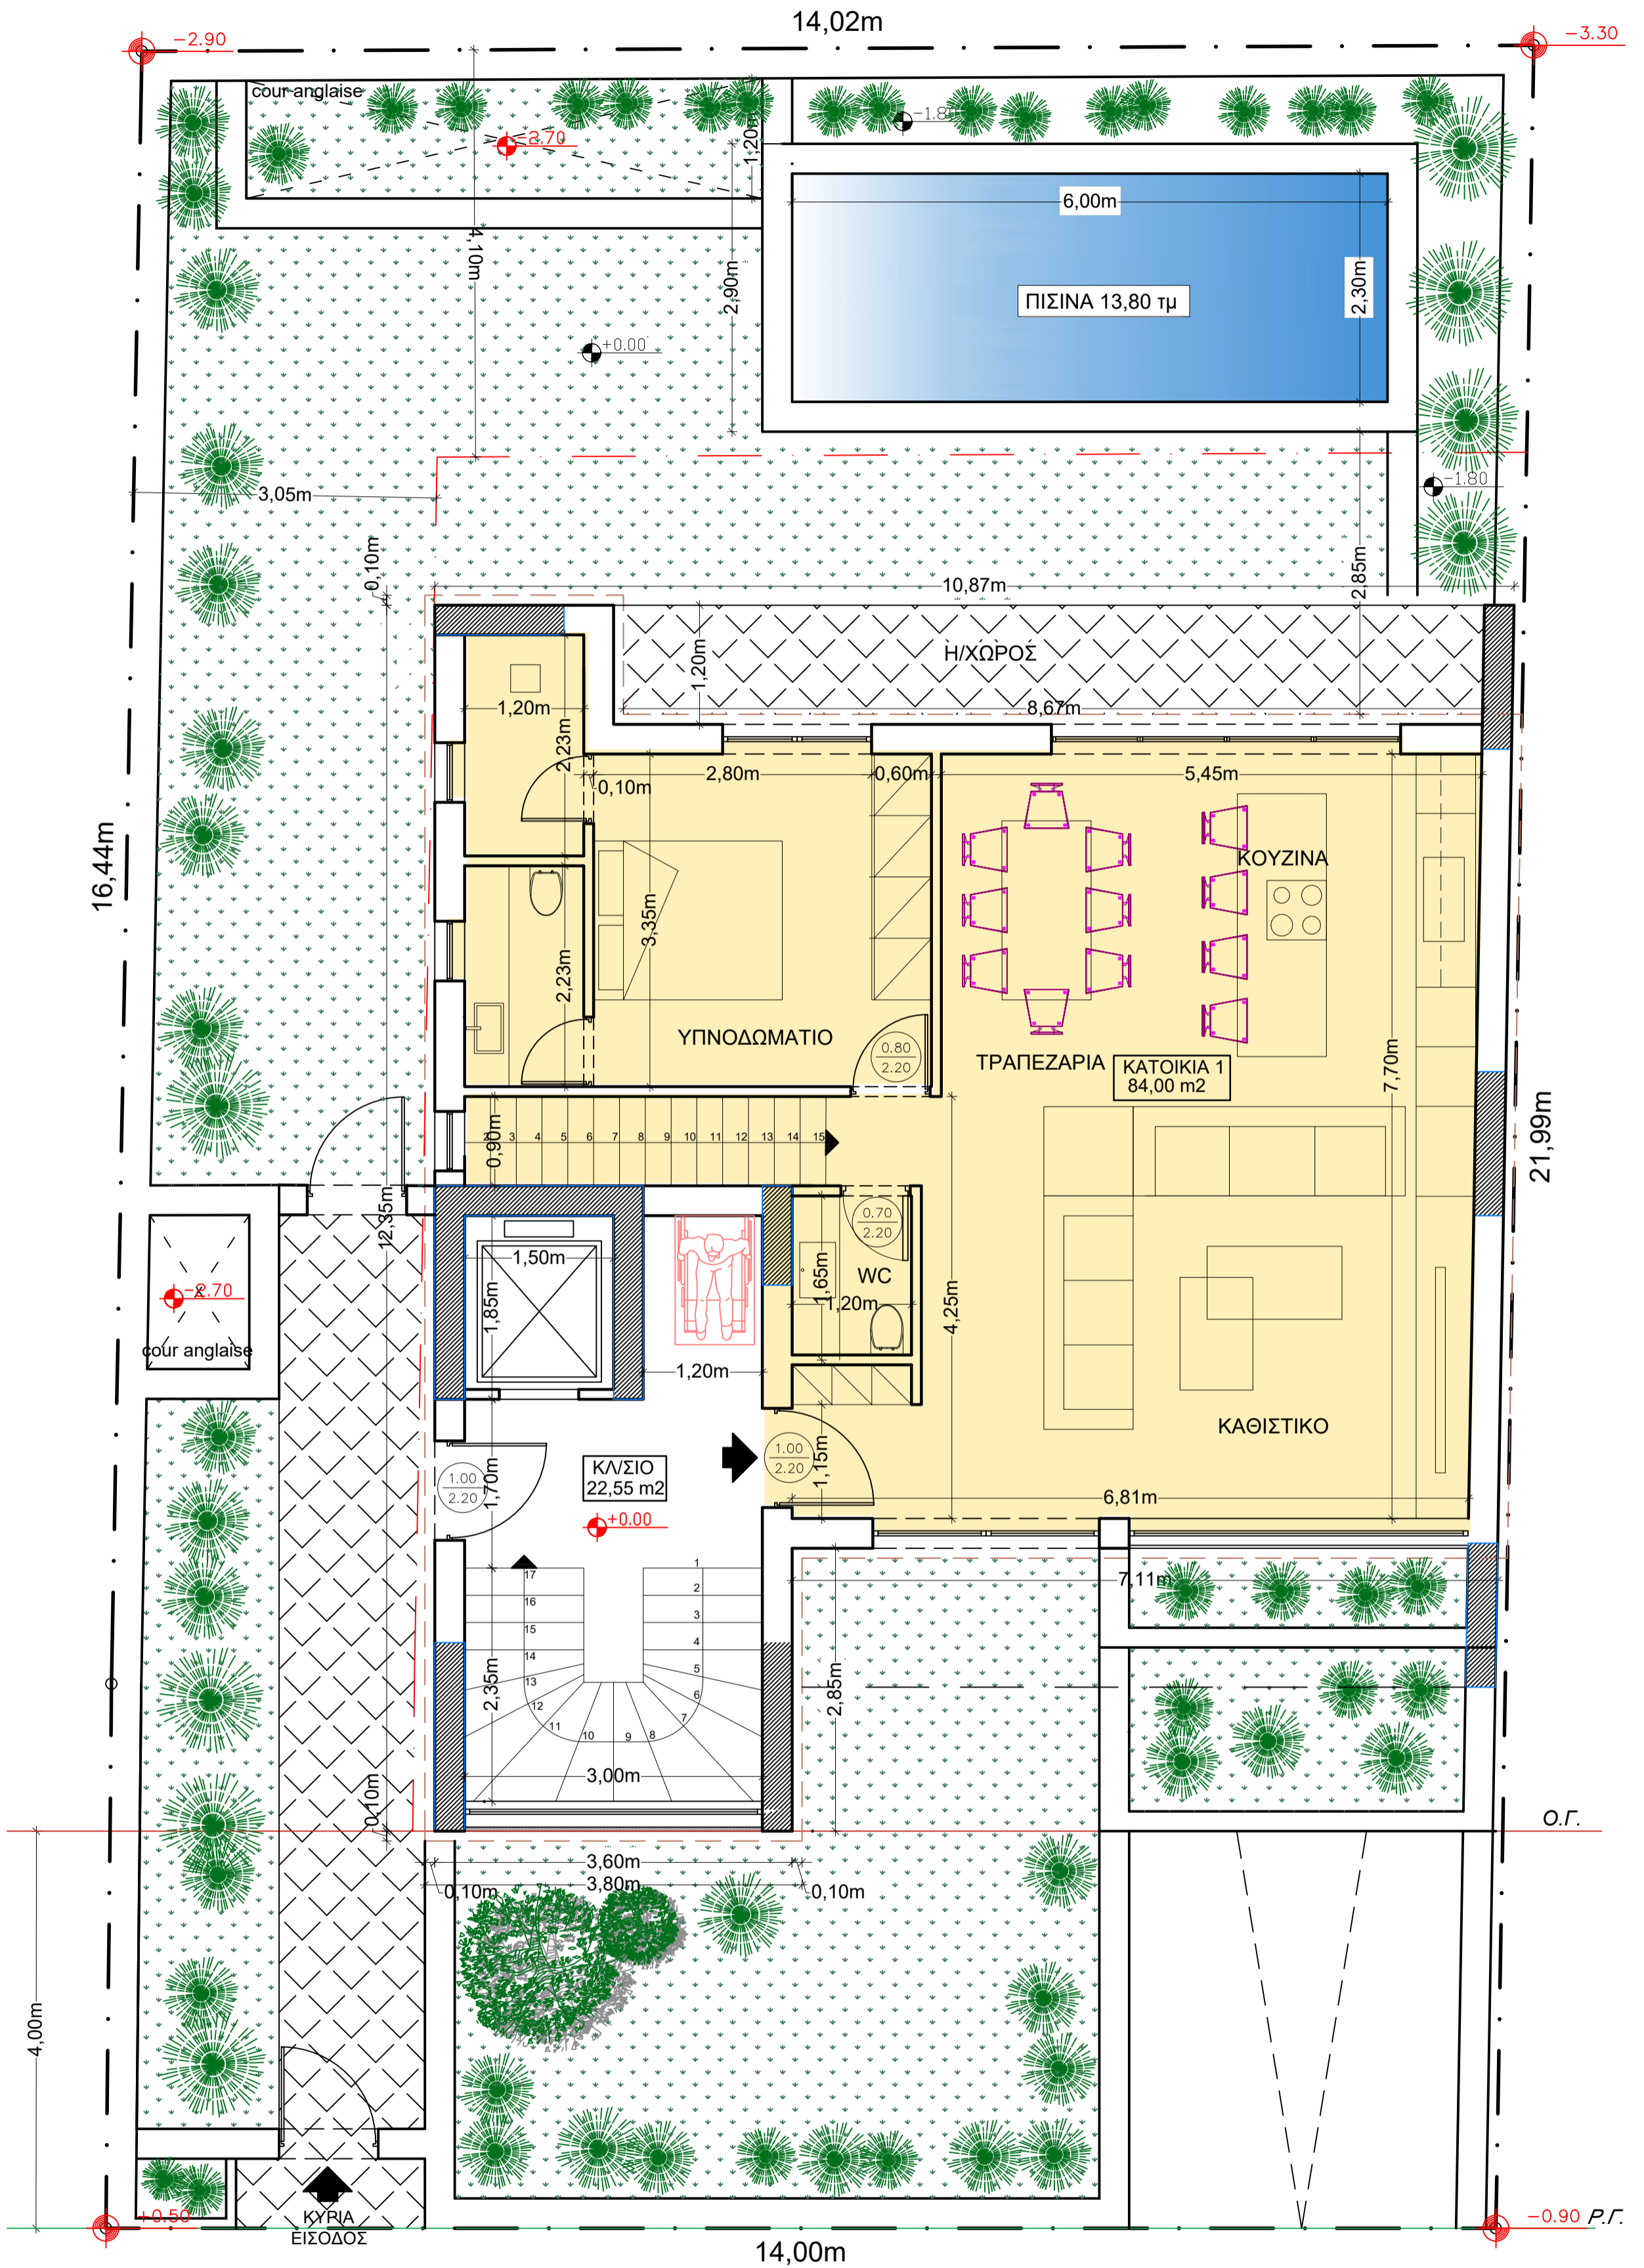 14,02m
-2.90
-3.30
cour anglaise
-2.70
1,20m
-1.80
6,00m
4,10m
2,90m
ΠΙΣΙΝΑ 13,80 τμ
2,30m
+0.00
3,05m
-1.80
0,10m
10,87m
2,85m
1,20m
Η/ΧΩΡΟΣ
8,67m
1,20m
2,23m
0,10m
2,80m
0,60m
5,45m
16,44m
ΚΟΥΖΙΝΑ
3,35m
2,23m
ΥΠΝΟΔΩΜΑΤΙΟ
0.80
2.20
ΤΡΑΠΕΖΑΡΙΑ
ΚΑΤΟΙΚΙΑ 1
84,00 m2
7,70m
21,99m
0,90m
2 3 4 5 6 7 8 9 10 11 12 13 14 15
12,35m
0.70
2.20
1,50m
1,85m
WC
1,65m
1,20m
4,25m
-2.70
x
cour anglaise
1,20m
ΚΑΘΙΣΤΙΚΟ
1.00
2.20
1,15m
ΚΛ/ΣΙΟ
22,55 m2
1.00
2.20
1,70m
6,81m
+0.00
7,11m
17
16
15
14
13
12
11
10
9
8
7
6
5
4
3
2
1
2,35m
2,85m
3,00m
0,10m
Ο.Γ.
3,60m
3,80m
0,10m
0,10m
4,00m
+0.50
ΚΥΡΙΑ
ΕΙΣΟΔΟΣ
-0.90
Ρ.Γ.
14,00m